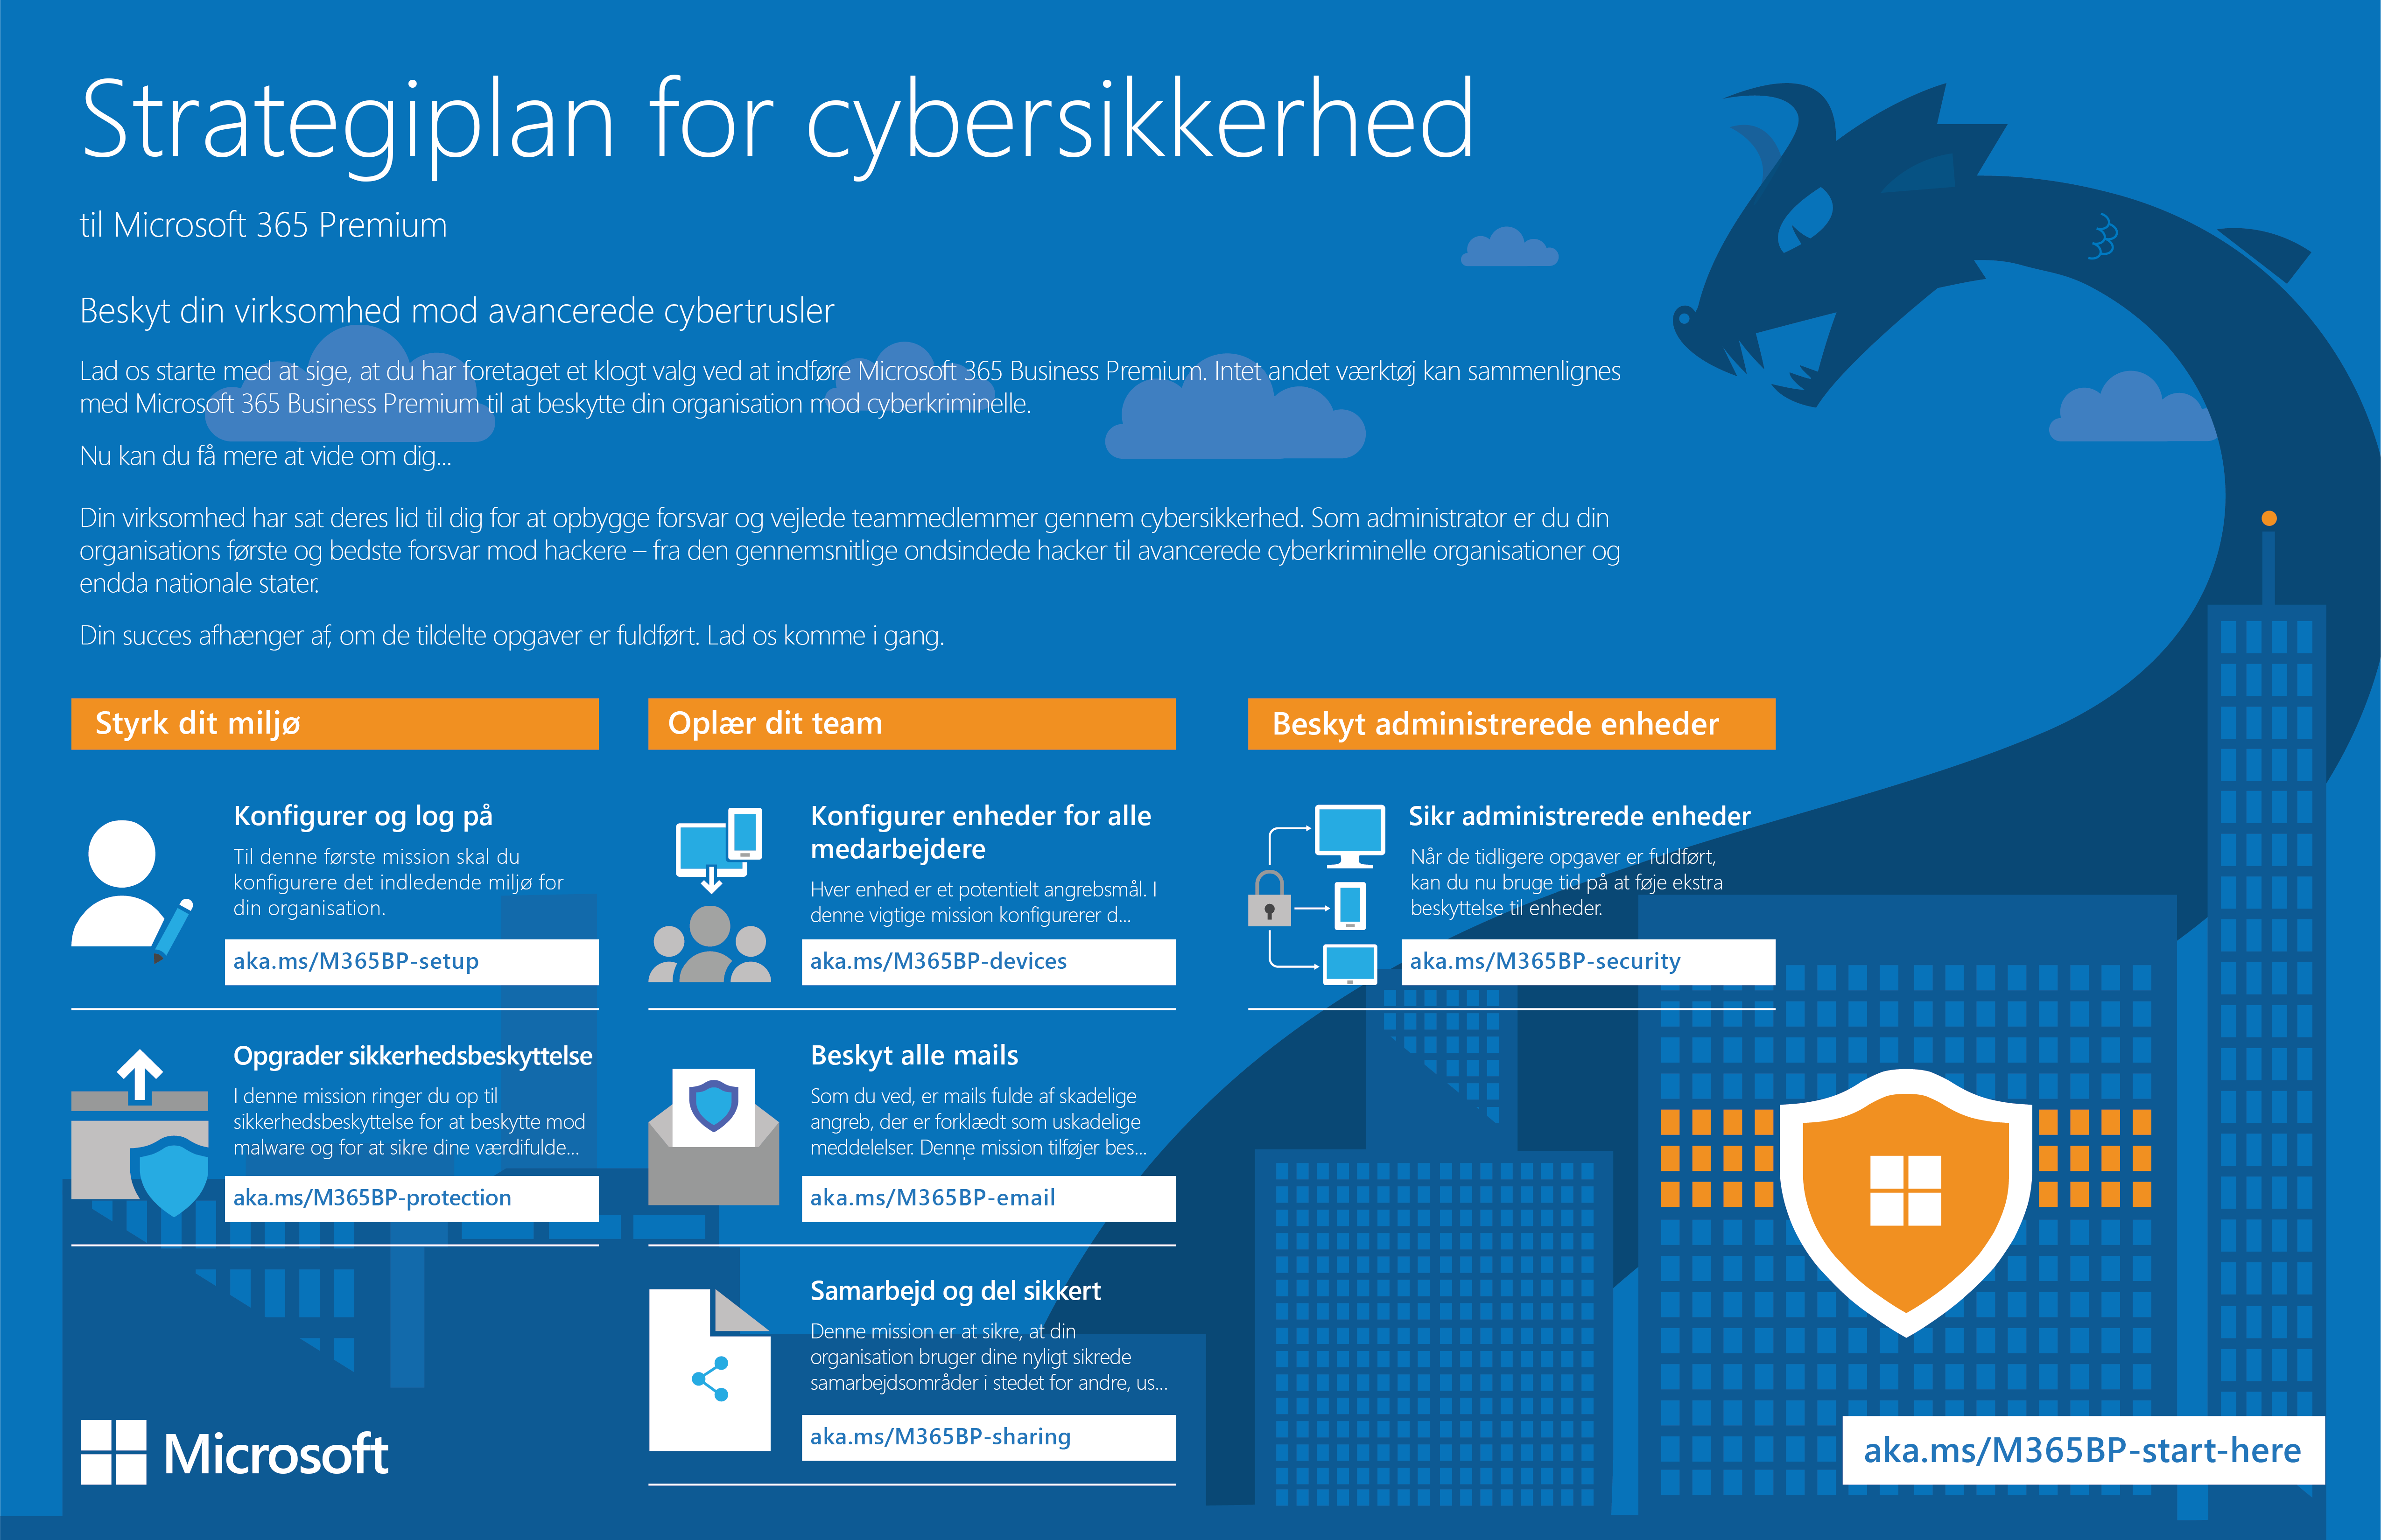 Strategiplan for cybersikkerhed
til Microsoft 365 Premium
Beskyt din virksomhed mod avancerede cybertrusler
Lad os starte med at sige, at du har foretaget et klogt valg ved at indføre Microsoft 365 Business Premium. Intet andet værktøj kan sammenlignes
med Microsoft 365 Business Premium til at beskytte din organisation mod cyberkriminelle.
Nu kan du få mere at vide om dig...
Din virksomhed har sat deres lid til dig for at opbygge forsvar og vejlede teammedlemmer gennem cybersikkerhed. Som administrator er du din
organisations første og bedste forsvar mod hackere – fra den gennemsnitlige ondsindede hacker til avancerede cyberkriminelle organisationer og
endda nationale stater.
Din succes afhænger af, om de tildelte opgaver er fuldført. Lad os komme i gang.
Styrk dit miljø
Konfigurer og log på
Til denne første mission skal du
konfigurere det indledende miljø for
din organisation.
aka.ms/M365BP-setup
Opgrader sikkerhedsbeskyttelse
I denne mission ringer du op til
sikkerhedsbeskyttelse for at beskytte mod
malware og for at sikre dine værdifulde...
aka.ms/M365BP-protection
Oplær dit team
Konfigurer enheder for alle
medarbejdere
Hver enhed er et potentielt angrebsmål. I
denne vigtige mission konfigurerer d...
aka.ms/M365BP-devices
Beskyt alle mails
Som du ved, er mails fulde af skadelige
angreb, der er forklædt som uskadelige
meddelelser. Denne mission tilføjer bes...
aka.ms/M365BP-email
Samarbejd og del sikkert
Denne mission er at sikre, at din
organisation bruger dine nyligt sikrede
samarbejdsområder i stedet for andre, us...
aka.ms/M365BP-sharing
Beskyt administrerede enheder
Sikr administrerede enheder
Når de tidligere opgaver er fuldført,
kan du nu bruge tid på at føje ekstra
beskyttelse til enheder.
aka.ms/M365BP-security
Microsoft
aka.ms/M365BP-start-here